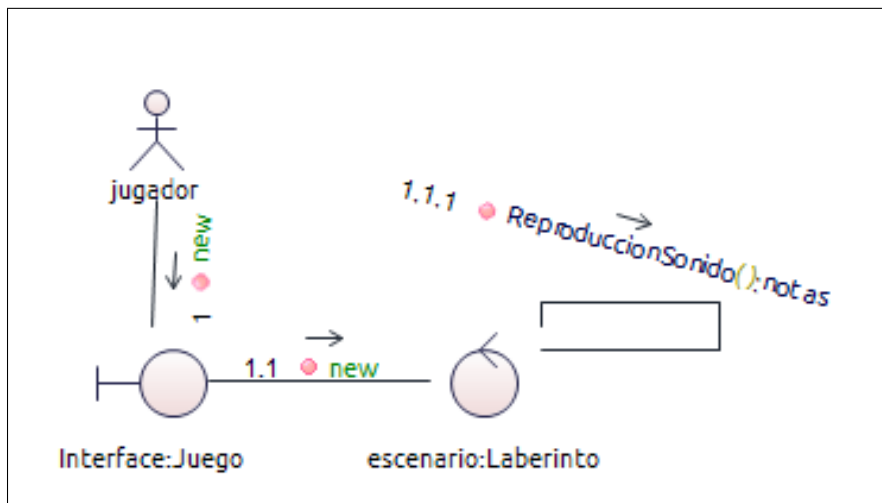 jugador
1 new
1.1 new
1.1.1 ReproduccionSonido():notas
Interface:Juego
escenario:Laberinto